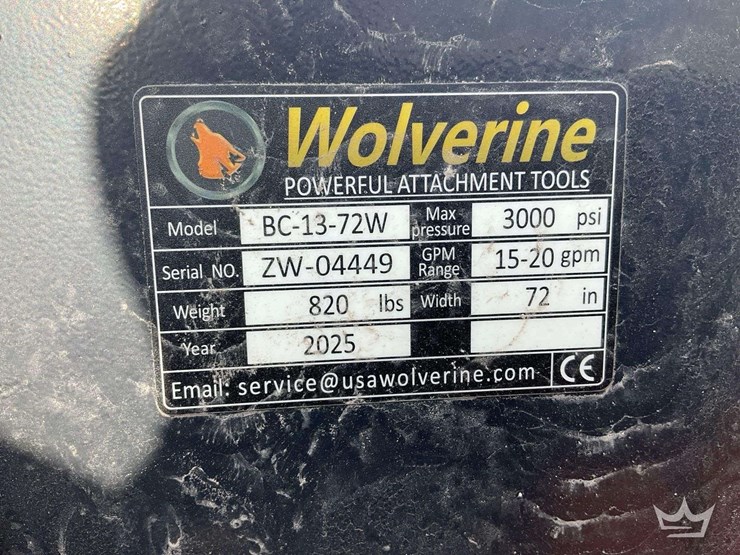 Wolverine
POWERFUL ATTACHMENT TOOLS
Model BC-13-72W Max pressure 3000 psi
Serial NO. ZW-04449 GPM Range 15-20 gpm
Weight 820 lbs Width 72 in
Year 2025
Email: service@usawolverine.com CE